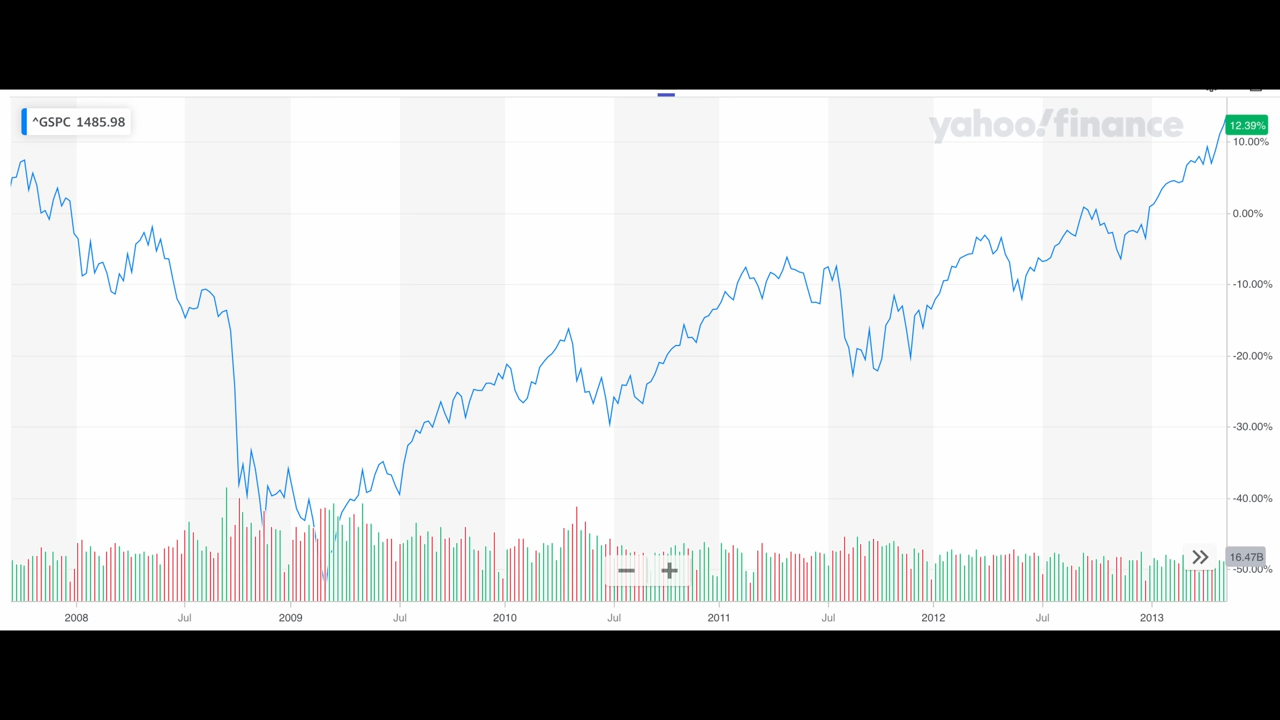 ^GSPC 1485.98
yahoo!finance
12.39%
10.00%
0.00%
-10.00%
-20.00%
-30.00%
-40.00%
16.47B
-50.00%
2008 Jul 2009 Jul 2010 Jul 2011 Jul 2012 Jul 2013